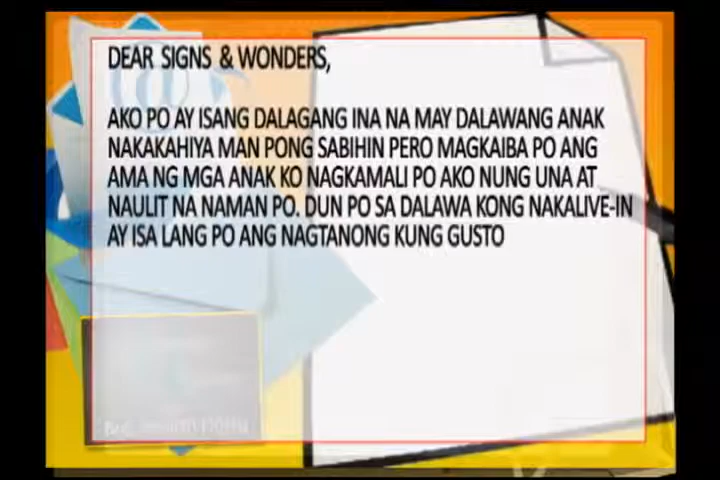 DEAR SIGNS & WONDERS,
AKO PO AY ISANG DALAGANG INA NA MAY DALAWANG ANAK
NAKAKAHIYA MAN PONG SABIHIN PERO MAGKAIBA PO ANG
AMA NG MGA ANAK KO NAGKAMALI PO AKO NUNG UNA AT
NAULIT NA NAMAN PO. DUN PO SA DALAWA KONG NAKALIVE-IN
AY ISA LANG PO ANG NAGTANONG KUNG GUSTO